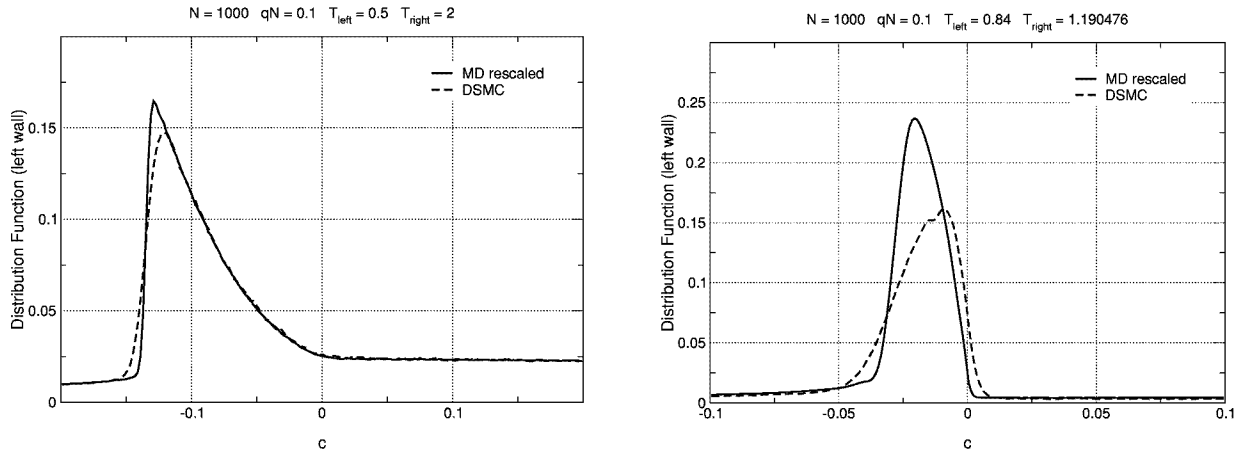 N = 1000 qN = 0.1 T_left = 0.5 T_right = 2
MD rescaled
DSMC
Distribution Function (left wall)
0.15
0.1
0.05
0
-0.1
0
0.1
c
N = 1000 qN = 0.1 T_left = 0.84 T_right = 1.190476
MD rescaled
DSMC
Distribution Function (left wall)
0.25
0.2
0.15
0.1
0.05
0
-0.1
-0.05
0
0.05
0.1
c